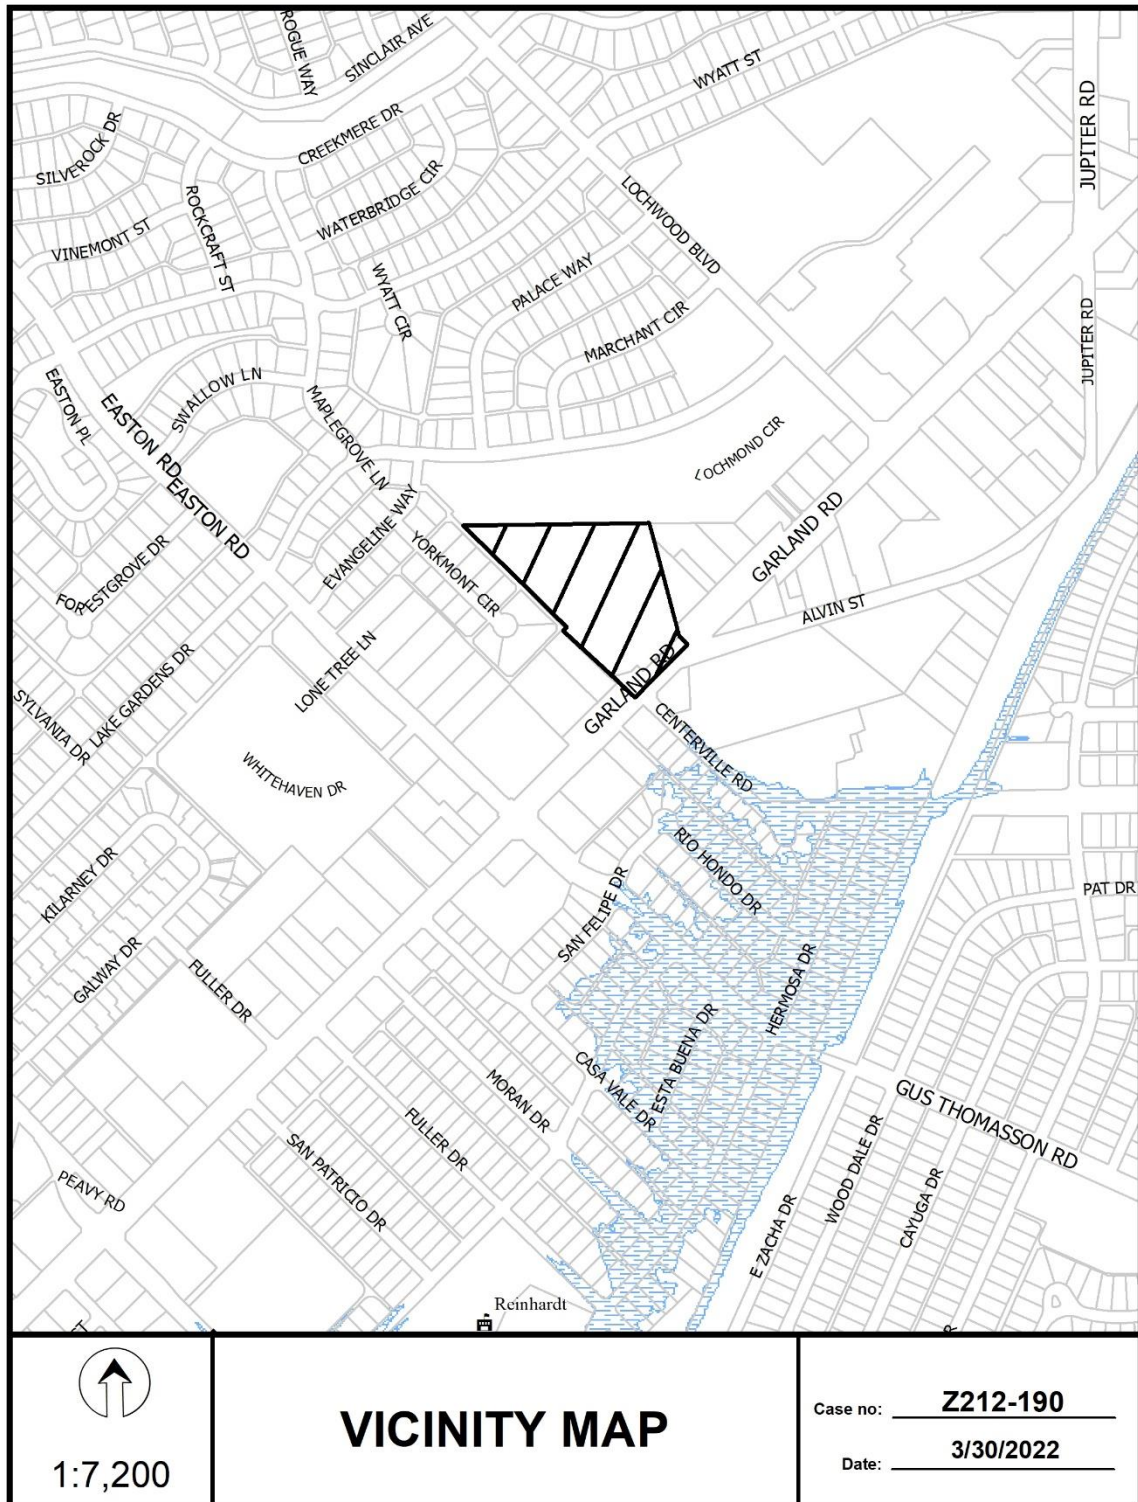 ROGUE WAY
SINCLAIR AVE
WYATT ST
JUPITER RD
CREEKMERE DR
SILVEROCK DR
WATERBRIDGE CIR
ROCKCRAFT ST
LOCHWOOD BLVD
VINEMONT ST
WYATT CIR
PALACE WAY
MARCHANT CIR
JUPITER RD
SWALLOW LN
EASTON PL
EASTON RD
MAPLEGROVE LN
OCHMOND CIR
EASTON RD
EVANGELINE WAY
GARLAND RD
YORKMONT CIR
FORESTGROVE DR
ALVIN ST
LONE TREE LN
GARLAND RD
LAKE GARDENS DR
SYLVANIA DR
CENTERVILLE RD
WHITEHAVEN DR
RIO HONDO DR
KILARNEY DR
PAT DR
SAN FELIPE DR
GALWAY DR
FULLER DR
HERMOSA DR
ESTA BUENA DR
CASA VALE DR
MORAN DR
GUS THOMASSON RD
FULLER DR
WOOD DALE DR
SAN PATRICIO DR
PEAVY RD
CAYUGA DR
E ZACHA DR
Reinhardt
ST
R
1:7,200
VICINITY MAP
Case no: Z212-190
Date: 3/30/2022